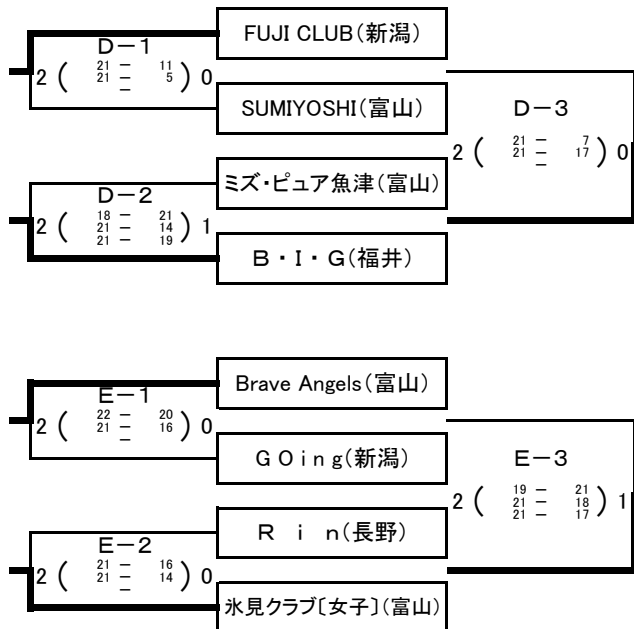 FUJI CLUB(新潟)
D-1
2 ( 21 - 11 ) 0
21 - 5
-
SUMIYOSHI(富山)
D-3
2 ( 21 - 7 ) 0
21 - 17
-
ミズ・ピュア魚津(富山)
D-2
2 ( 18 - 21 ) 1
21 - 14
21 - 19
B・I・G(福井)
Brave Angels(富山)
E-1
2 ( 22 - 20 ) 0
21 - 16
-
GOing(新潟)
E-3
2 ( 19 - 21 ) 1
21 - 18
21 - 17
R i n(長野)
E-2
2 ( 21 - 16 ) 0
21 - 14
-
氷見クラブ〔女子〕(富山)